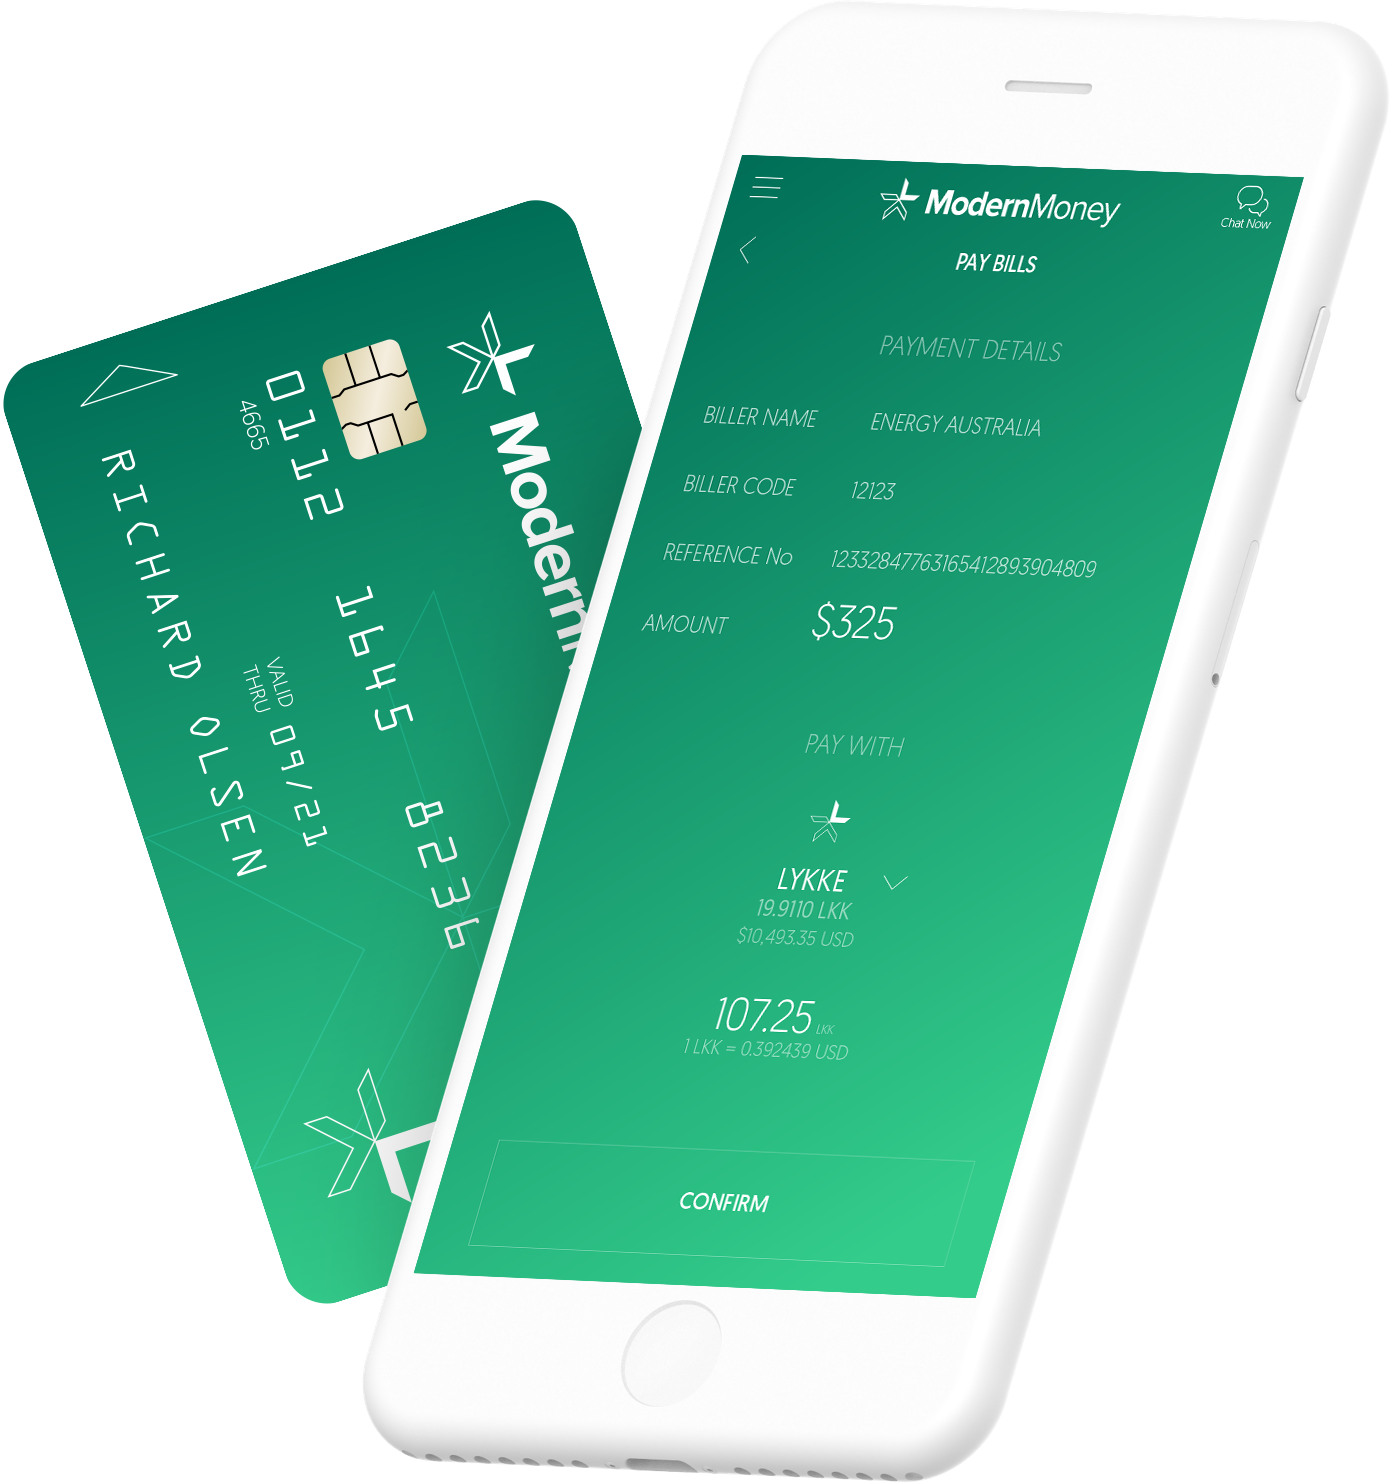 Modern
0112 1645 8236
4665
VALID
THRU 09/21
RICHARD OLSEN
ModernMoney
Chat Now
PAY BILLS
PAYMENT DETAILS
BILLER NAME ENERGY AUSTRALIA
BILLER CODE 12123
REFERENCE No 123332847763165412893904809
AMOUNT $325
PAY WITH
LYKKE
19.9110 LKK
$10,493.35 USD
107.25 LKK
1 LKK = 0.392439 USD
CONFIRM